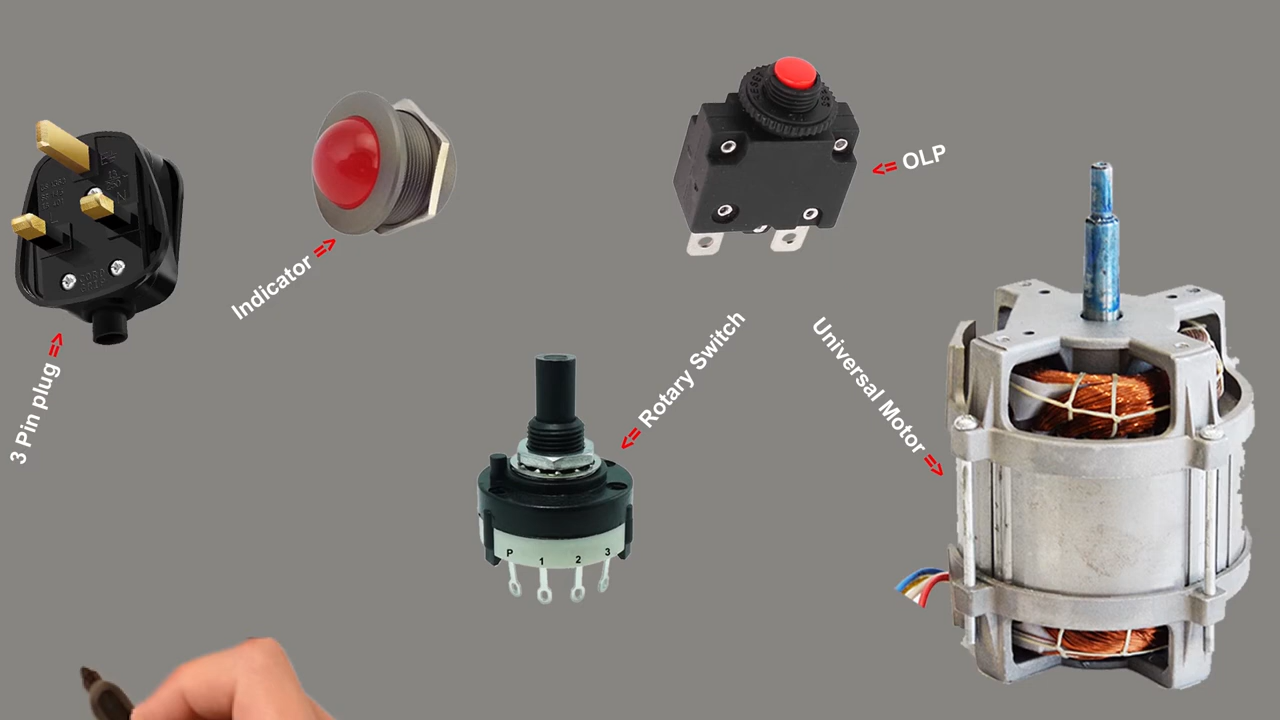 OLP
Indicator
3 Pin plug
Rotary Switch
Universal Motor
P 1 2 3